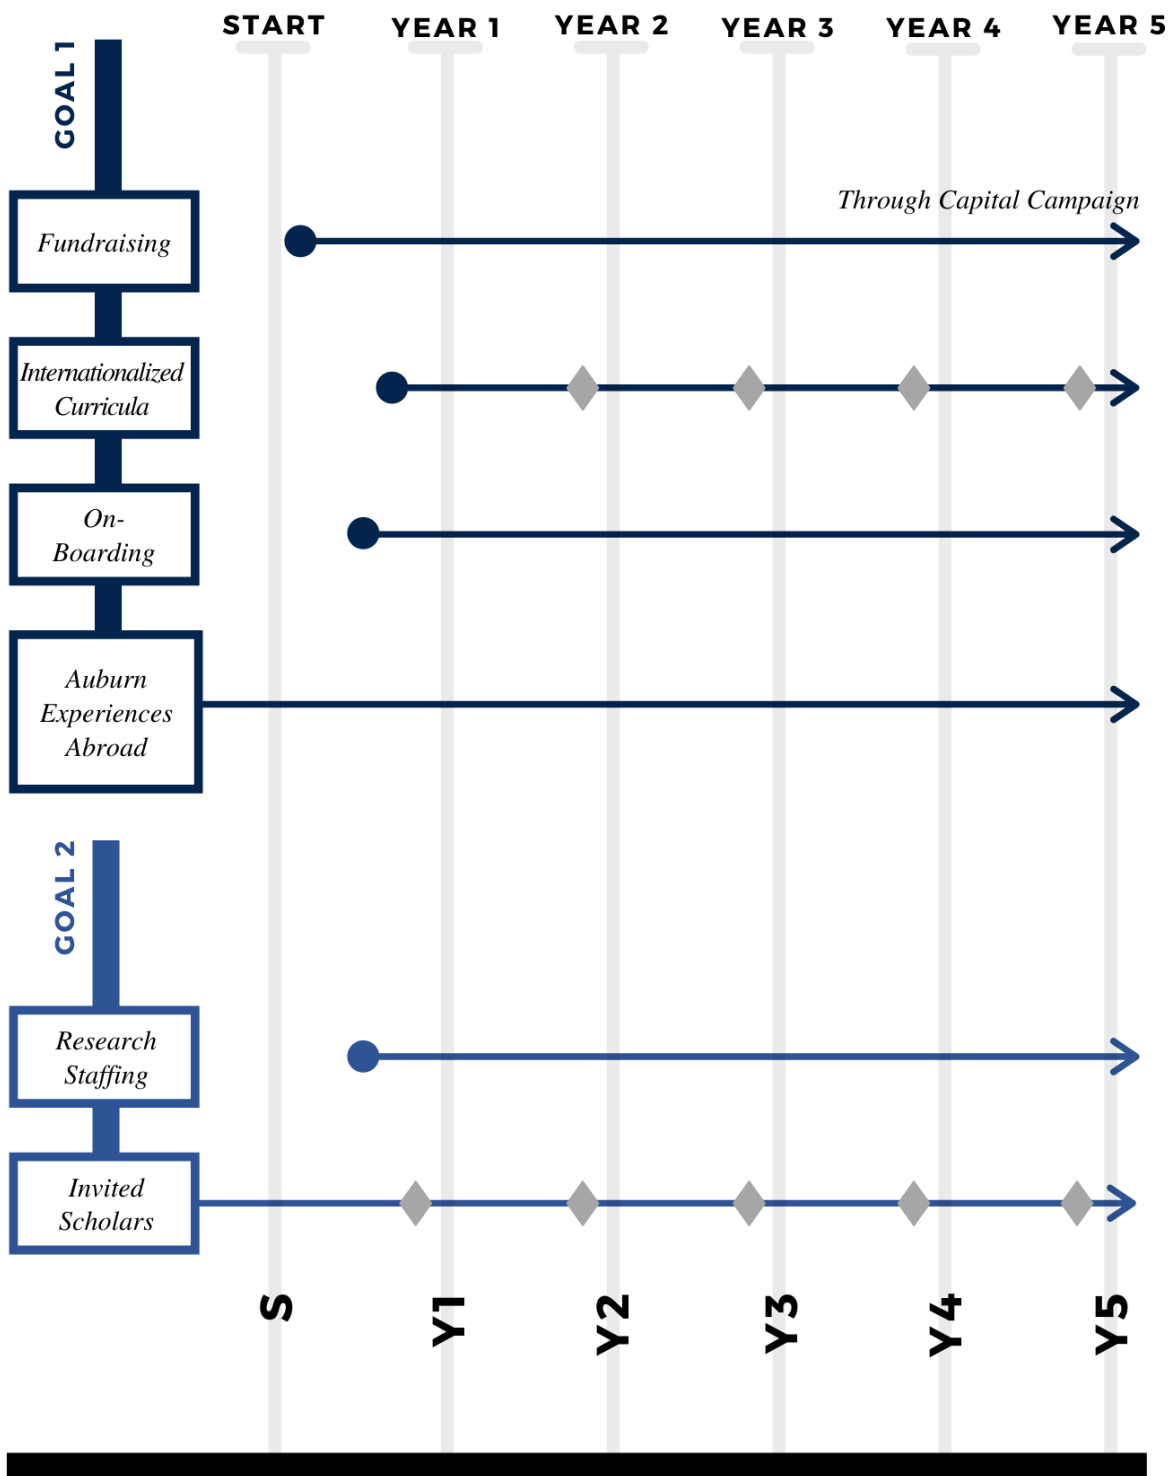 START
YEAR 1
YEAR 2
YEAR 3
YEAR 4
YEAR 5
GOAL 1
Through Capital Campaign
Fundraising
Internationalized
Curricula
On-
Boarding
Auburn
Experiences
Abroad
GOAL 2
Research
Staffing
Invited
Scholars
S
Y1
Y2
Y3
Y4
Y5